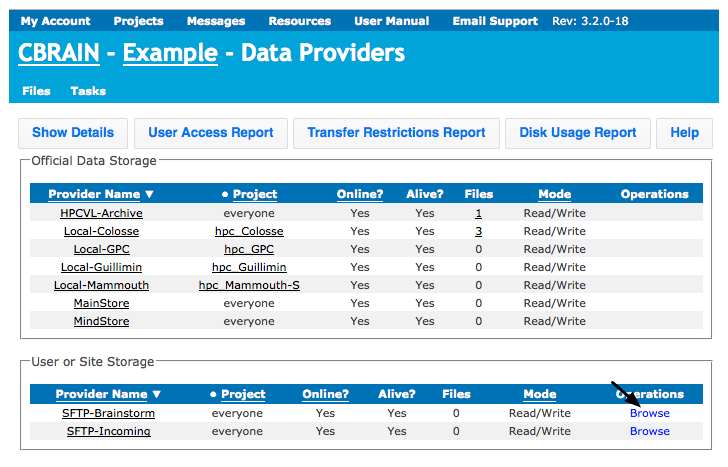 My Account Projects Messages Resources User Manual Email Support Rev: 3.2.0-18
CBRAIN - Example - Data Providers
Files Tasks
Show Details User Access Report Transfer Restrictions Report Disk Usage Report Help
Official Data Storage
Provider Name ▼ ● Project Online? Alive? Files Mode Operations
HPCVL-Archive everyone Yes Yes 1 Read/Write
Local-Colosse hpc_Colosse Yes Yes 3 Read/Write
Local-GPC hpc_GPC Yes Yes 0 Read/Write
Local-Guillimin hpc_Guillimin Yes Yes 0 Read/Write
Local-Mammouth hpc_Mammouth-S Yes Yes 0 Read/Write
MainStore everyone Yes Yes 0 Read/Write
MindStore everyone Yes Yes 0 Read/Write
User or Site Storage
Provider Name ▼ ● Project Online? Alive? Files Mode Operations
SFTP-Brainstorm everyone Yes Yes 0 Read/Write Browse
SFTP-Incoming everyone Yes Yes 0 Read/Write Browse